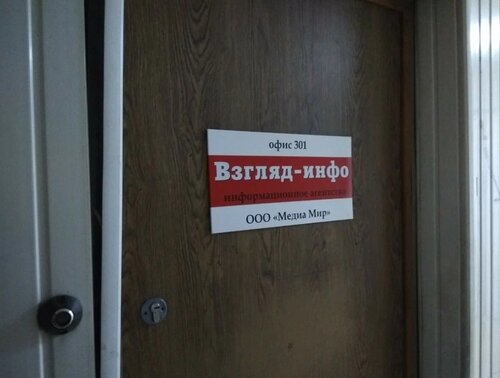 офис 301
Взгляд-инфо
информационное агентство
ООО «Медиа Мир»